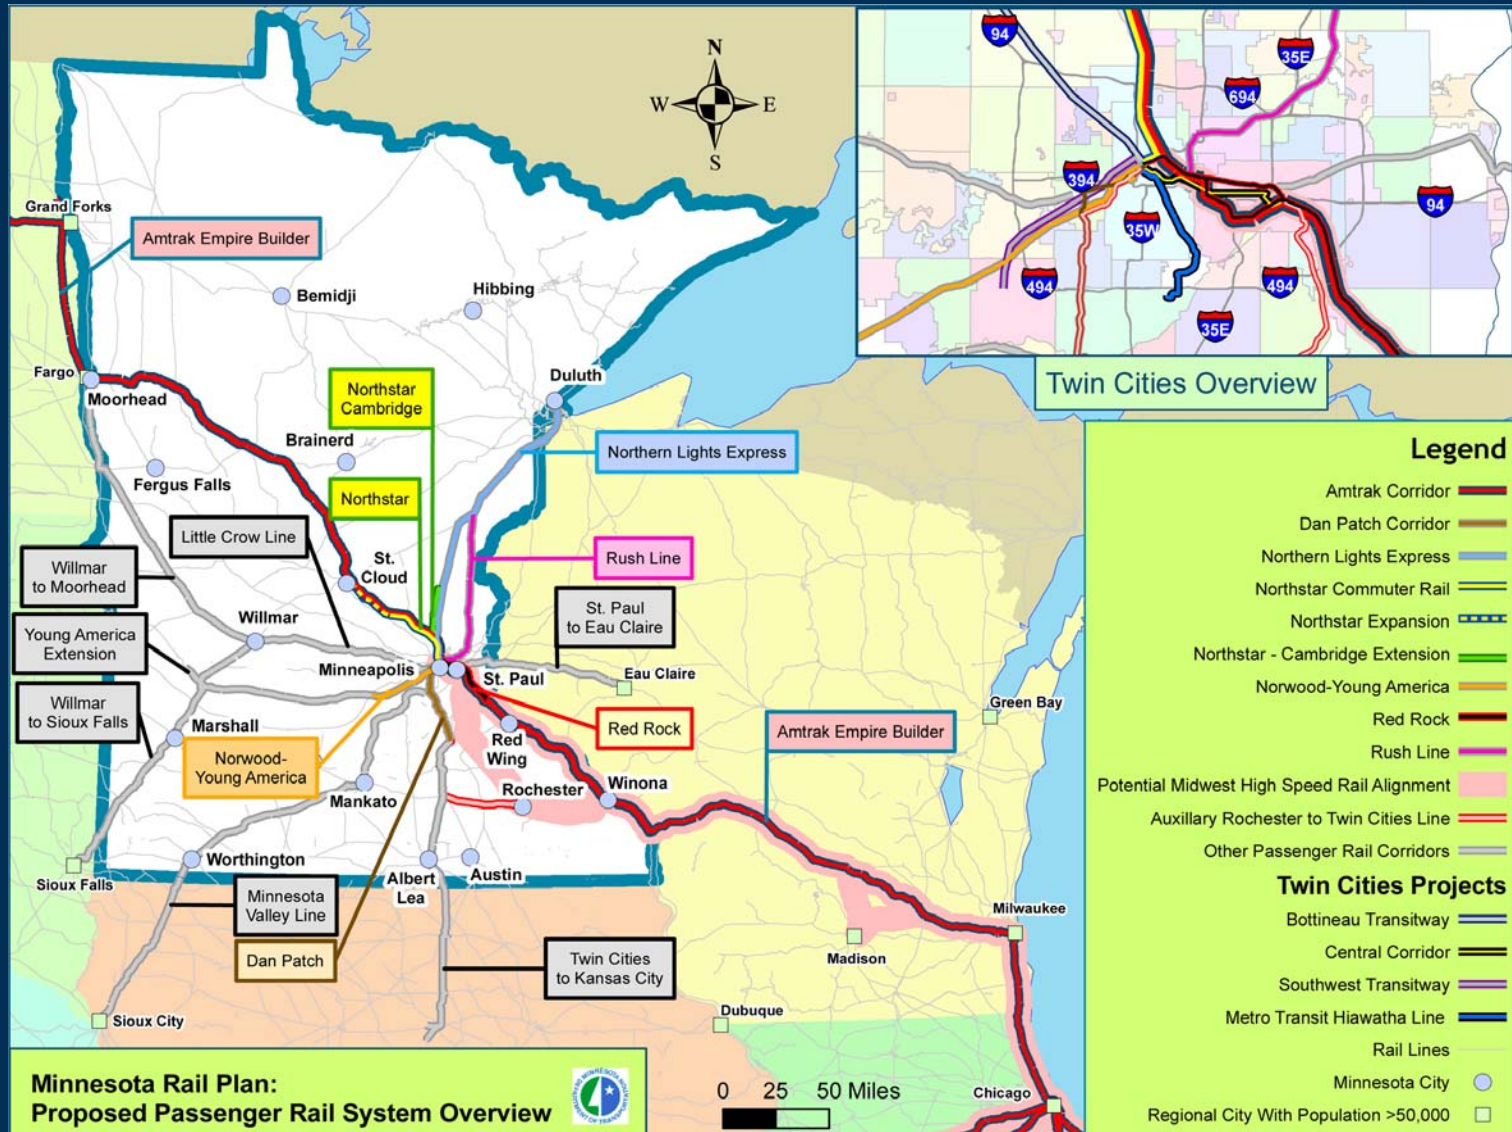 N
W
E
S
94
35E
694
394
94
35W
494
494
35E
Twin Cities Overview
Grand Forks
Amtrak Empire Builder
Bemidji
Hibbing
Fargo
Moorhead
Duluth
Northstar
Cambridge
Brainerd
Northern Lights Express
Fergus Falls
Northstar
Little Crow Line
St.
Cloud
Rush Line
Willmar
to Moorhead
Willmar
St. Paul
to Eau Claire
Young America
Extension
Minneapolis
St. Paul
Eau Claire
Willmar
to Sioux Falls
Marshall
Red
Wing
Red Rock
Amtrak Empire Builder
Green Bay
Norwood-
Young America
Mankato
Rochester
Winona
Worthington
Sioux Falls
Albert
Lea
Austin
Minnesota
Valley Line
Dan Patch
Twin Cities
to Kansas City
Milwaukee
Madison
Sioux City
Dubuque
Chicago
Legend
Amtrak Corridor
Dan Patch Corridor
Northern Lights Express
Northstar Commuter Rail
Northstar Expansion
Northstar - Cambridge Extension
Norwood-Young America
Red Rock
Rush Line
Potential Midwest High Speed Rail Alignment
Auxillary Rochester to Twin Cities Line
Other Passenger Rail Corridors
Twin Cities Projects
Bottineau Transitway
Central Corridor
Southwest Transitway
Metro Transit Hiawatha Line
Rail Lines
Minnesota City
Regional City With Population >50,000
Minnesota Rail Plan:
Proposed Passenger Rail System Overview
0 25 50 Miles